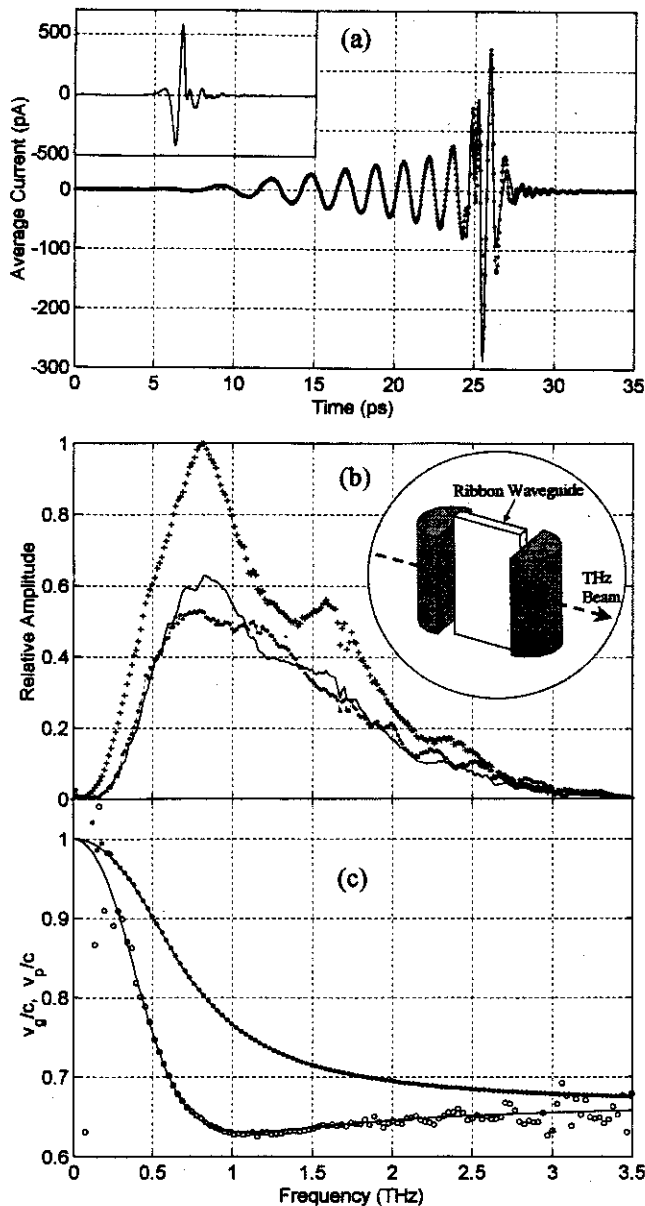 500
0
-500
0
-100
-200
-300
Average Current (pA)
(a)
0 5 10 15 20 25 30 35
Time (ps)
1
0.8
0.6
0.4
0.2
0
Relative Amplitude
(b)
Ribbon Waveguide
THz
Beam
1
0.9
0.8
0.7
0.6
v_g/c, v_p/c
(c)
0 0.5 1 1.5 2 2.5 3 3.5
Frequency (THz)